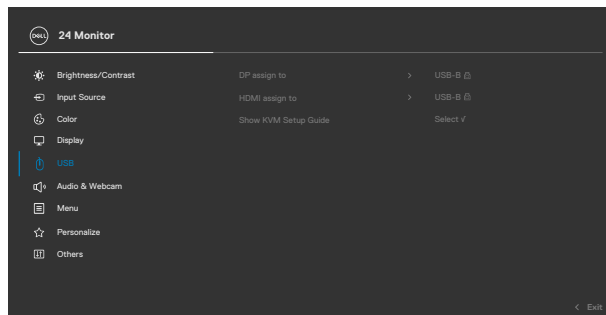 DELL 24 Monitor
Brightness/Contrast DP assign to > USB-B
Input Source HDMI assign to > USB-B
Color Show KVM Setup Guide Select √
Display
USB
Audio & Webcam
Menu
Personalize
Others
< Exit